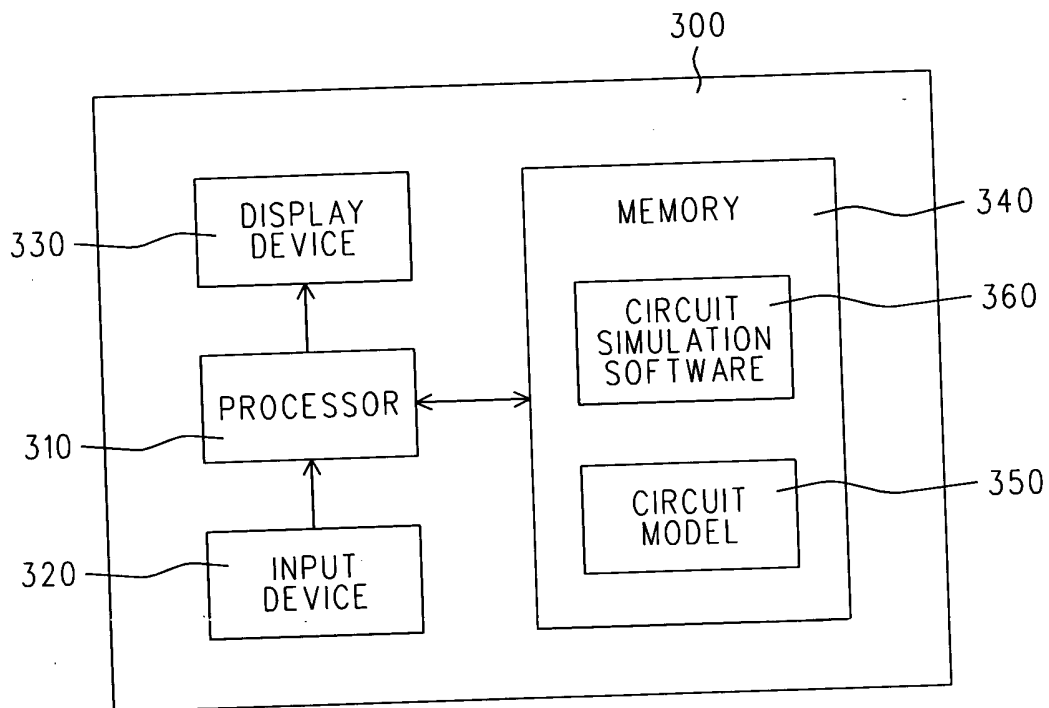 300
330
DISPLAY
DEVICE
MEMORY
340
CIRCUIT
SIMULATION
SOFTWARE
360
310
PROCESSOR
CIRCUIT
MODEL
350
320
INPUT
DEVICE